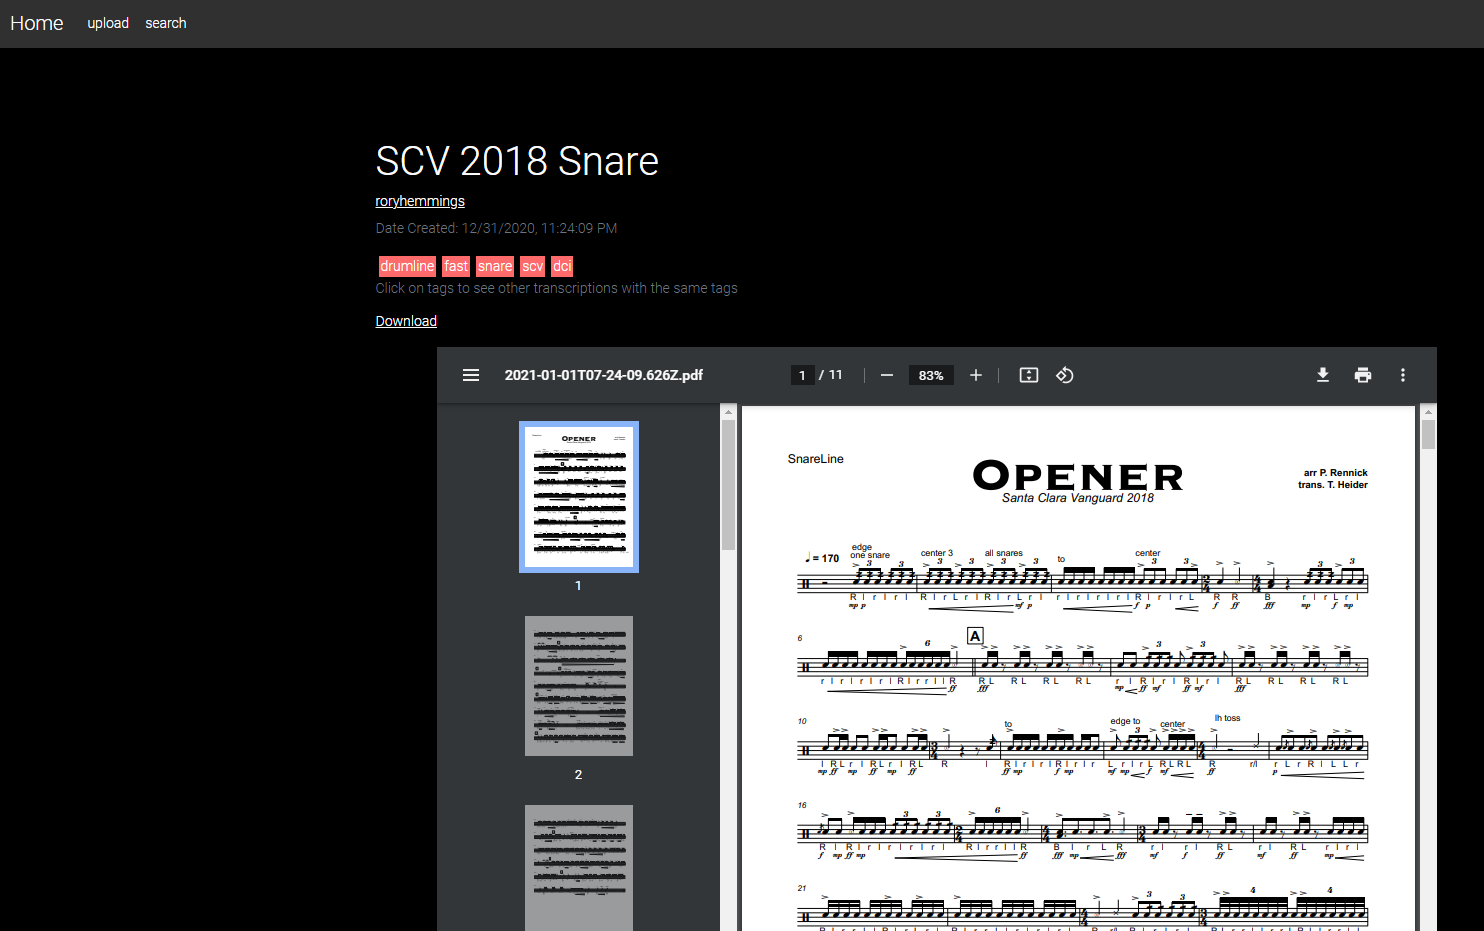 Home upload search
SCV 2018 Snare
roryhemmings
Date Created: 12/31/2020, 11:24:09 PM
drumline fast snare scv dci
Click on tags to see other transcriptions with the same tags
Download
2021-01-01T07-24-09.626Z.pdf 1 / 11 83%
1
2
SnareLine
OPENER
Santa Clara Vanguard 2018
arr P. Rennick
trans. T. Heider
= 170
edge
one snare
center 3
all snares
to
center
6
A
10
to
edge to
center
lh toss
16
21